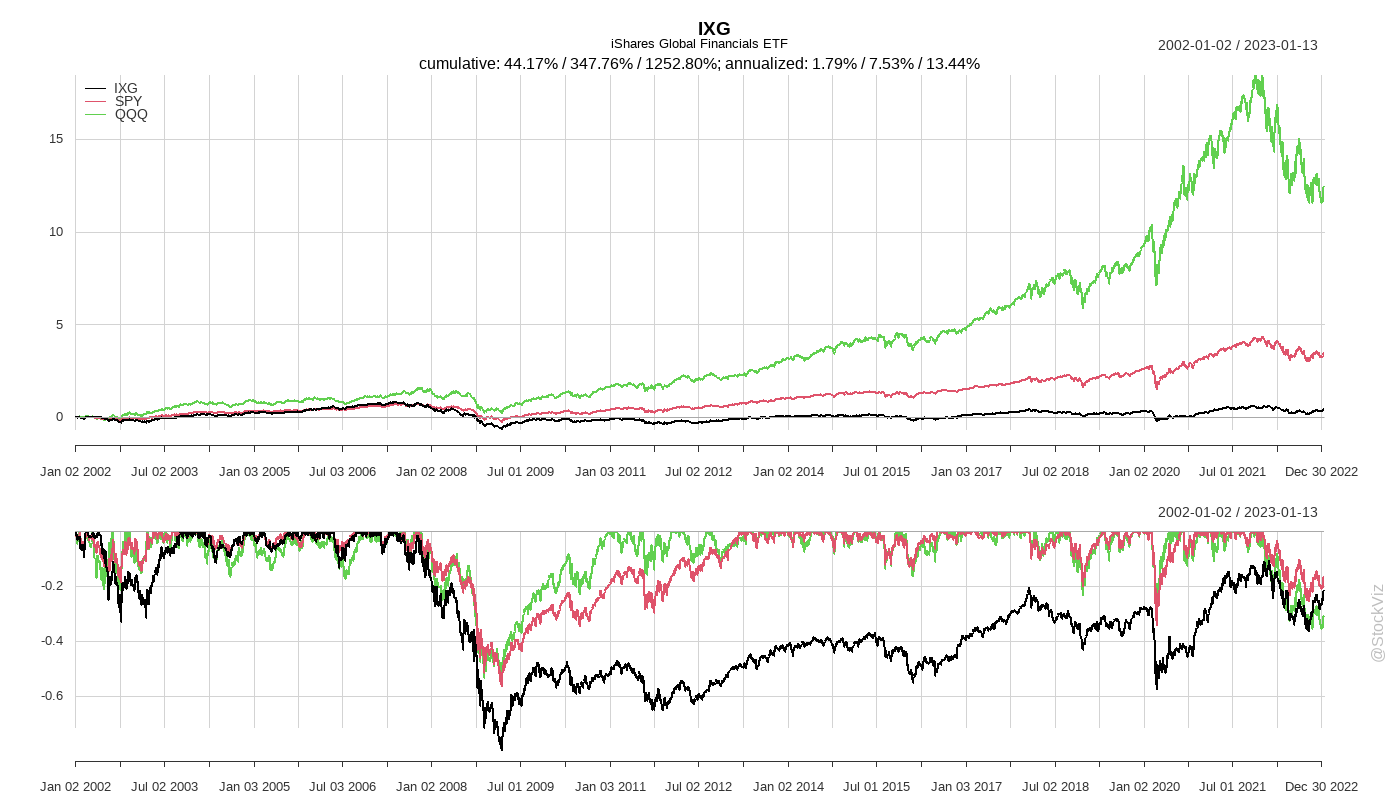 IXG
iShares Global Financials ETF
2002-01-02 / 2023-01-13
cumulative: 44.17% / 347.76% / 1252.80%; annualized: 1.79% / 7.53% / 13.44%
IXG
SPY
QQQ
15
10
5
0
Jan 02 2002 Jul 02 2003 Jan 03 2005 Jul 03 2006 Jan 02 2008 Jul 01 2009 Jan 03 2011 Jul 02 2012 Jan 02 2014 Jul 01 2015 Jan 03 2017 Jul 02 2018 Jan 02 2020 Jul 01 2021 Dec 30 2022
2002-01-02 / 2023-01-13
-0.2
-0.4
-0.6
Jan 02 2002 Jul 02 2003 Jan 03 2005 Jul 03 2006 Jan 02 2008 Jul 01 2009 Jan 03 2011 Jul 02 2012 Jan 02 2014 Jul 01 2015 Jan 03 2017 Jul 02 2018 Jan 02 2020 Jul 01 2021 Dec 30 2022
@StockViz